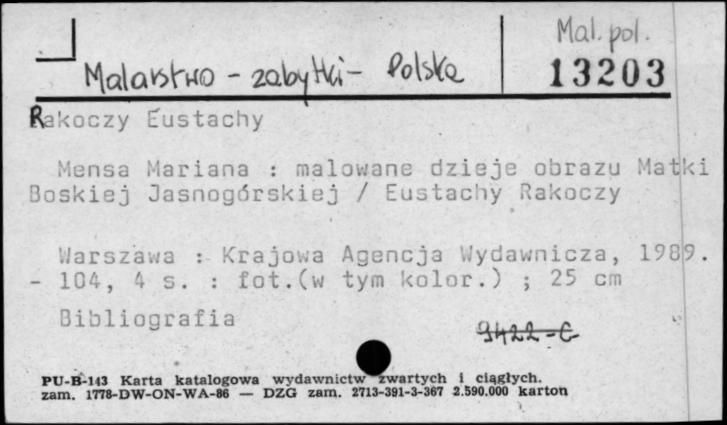 Mal. pol.
Malarstwo - zabytki - Polska
13203
Rakoczy Eustachy
Mensa Mariana : malowane dzieje obrazu Matki
Boskiej Jasnogórskiej / Eustachy Rakoczy
Warszawa : Krajowa Agencja Wydawnicza, 1989.
- 104, 4 s. : fot.(w tym kolor.) ; 25 cm
Bibliografia
9422-C
PU-B-143 Karta katalogowa wydawnictw zwartych i ciągłych.
zam. 1778-DW-ON-WA-86 — DZG zam. 2713-391-3-367 2.590.000 karton